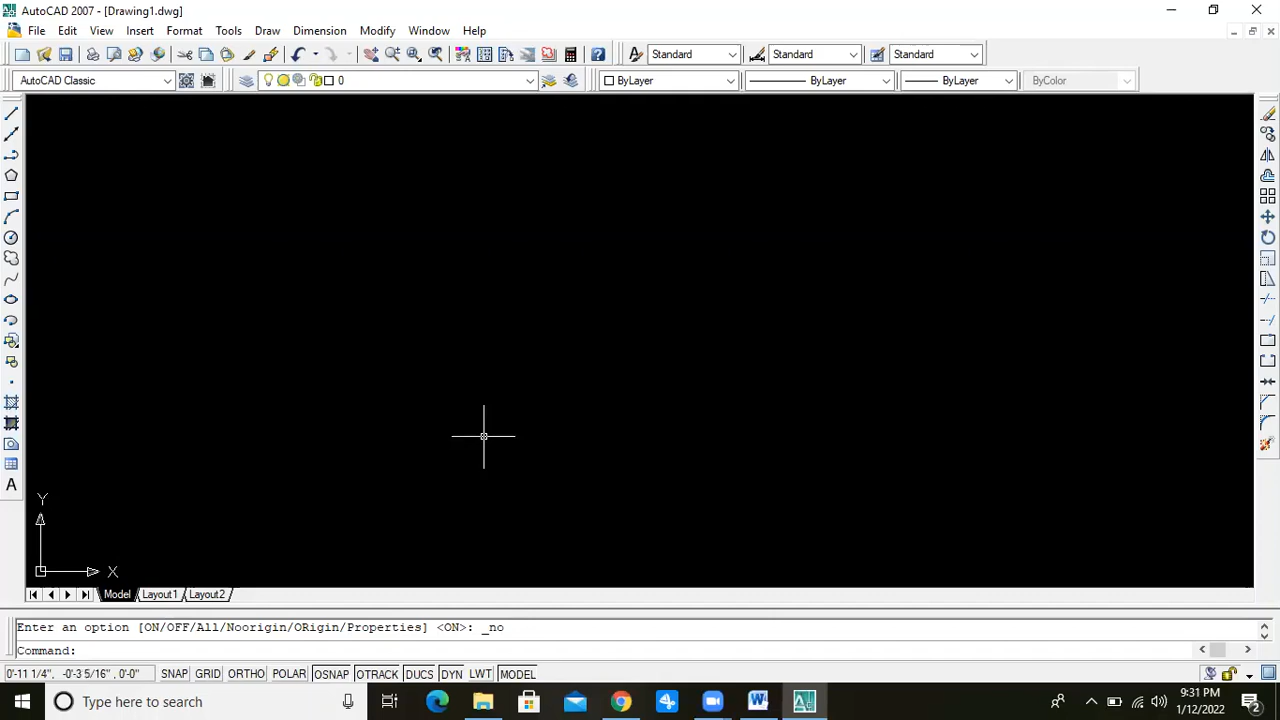 AutoCAD 2007 - [Drawing1.dwg]
File Edit View Insert Format Tools Draw Dimension Modify Window Help
Standard Standard Standard
AutoCAD Classic 0 ByLayer ByLayer ByLayer ByColor
A
Y
X
Model Layout1 Layout2
Enter an option [ON/OFF/All/Noorigin/ORigin/Properties] <ON>: _no
Command:
0'-11 1/4", -0'-3 5/16", 0'-0" SNAP GRID ORTHO POLAR OSNAP OTRACK DUCS DYN LWT MODEL
Type here to search
9:31 PM
1/12/2022
2